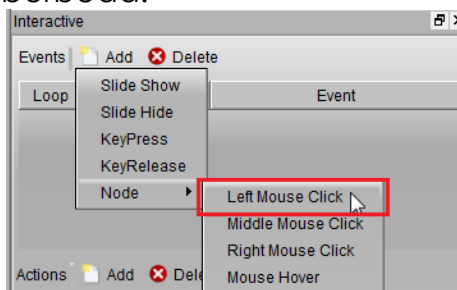 Interactive
Events Add Delete
Loop Event
Slide Show
Slide Hide
KeyPress
KeyRelease
Node
Left Mouse Click
Middle Mouse Click
Right Mouse Click
Mouse Hover
Actions Add Dele